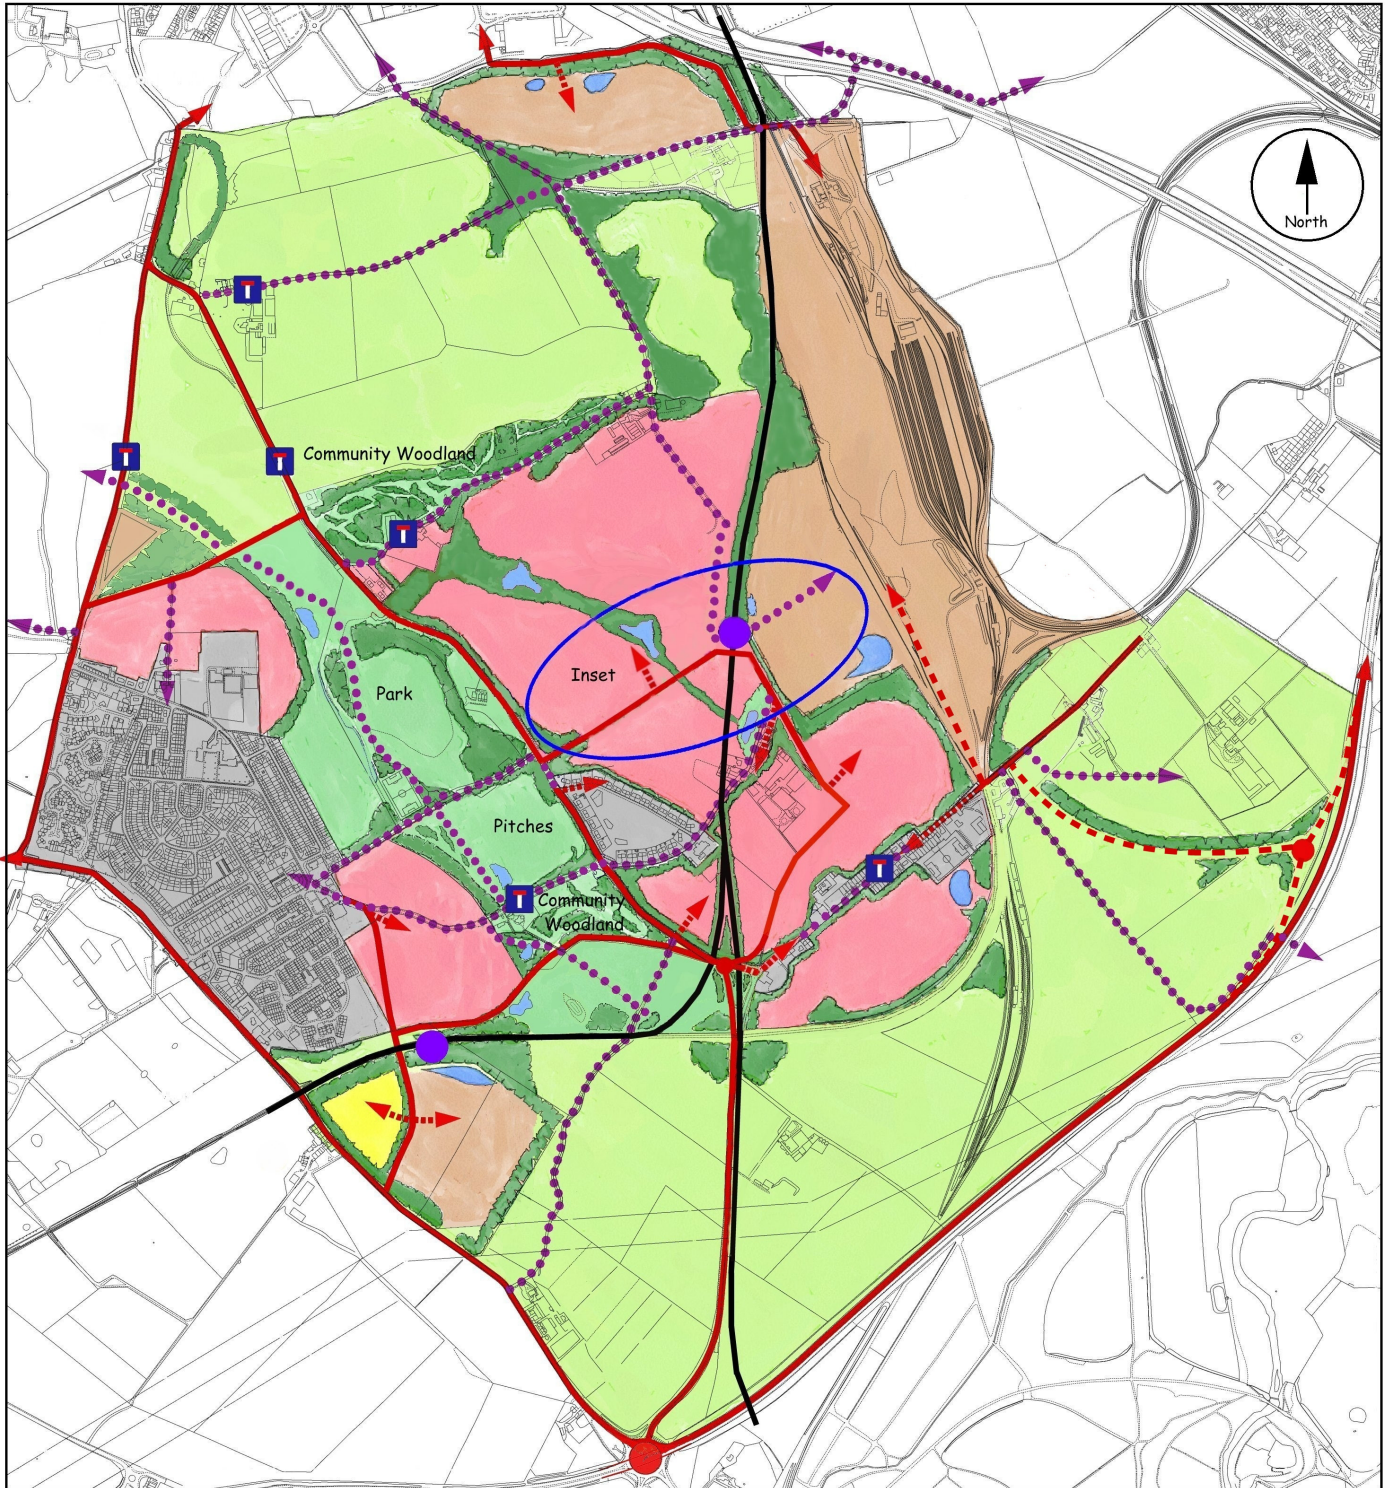 North
Community Woodland
Inset
Park
Pitches
Community
Woodland